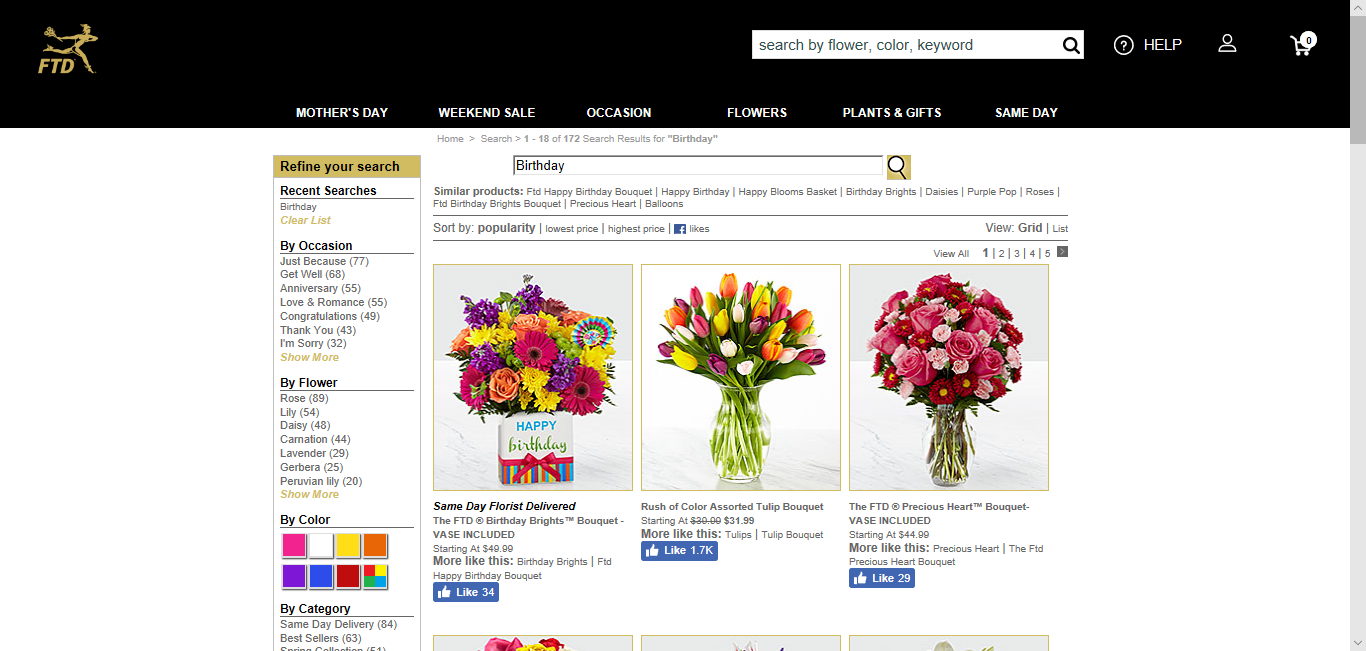 FTD
search by flower, color, keyword
? HELP
0
MOTHER'S DAY WEEKEND SALE OCCASION FLOWERS PLANTS & GIFTS SAME DAY
Home > Search > 1 - 18 of 172 Search Results for "Birthday"
Refine your search
Recent Searches
Birthday
Clear List
By Occasion
Just Because (77)
Get Well (68)
Anniversary (55)
Love & Romance (55)
Congratulations (49)
Thank You (43)
I'm Sorry (32)
Show More
By Flower
Rose (89)
Lily (54)
Daisy (48)
Carnation (44)
Lavender (29)
Gerbera (25)
Peruvian lily (20)
Show More
By Color
By Category
Same Day Delivery (84)
Best Sellers (63)
Spring Collection (51)
Birthday
Similar products: Ftd Happy Birthday Bouquet | Happy Birthday | Happy Blooms Basket | Birthday Brights | Daisies | Purple Pop | Roses |
Ftd Birthday Brights Bouquet | Precious Heart | Balloons
Sort by: popularity | lowest price | highest price | f likes
View: Grid | List
View All 1 | 2 | 3 | 4 | 5 >
HAPPY
birthday
Same Day Florist Delivered
The FTD ® Birthday Brights™ Bouquet -
VASE INCLUDED
Starting At $49.99
More like this: Birthday Brights | Ftd
Happy Birthday Bouquet
Like 34
Rush of Color Assorted Tulip Bouquet
Starting At $39.99 $31.99
More like this: Tulips | Tulip Bouquet
Like 1.7K
The FTD ® Precious Heart™ Bouquet-
VASE INCLUDED
Starting At $44.99
More like this: Precious Heart | The Ftd
Precious Heart Bouquet
Like 29